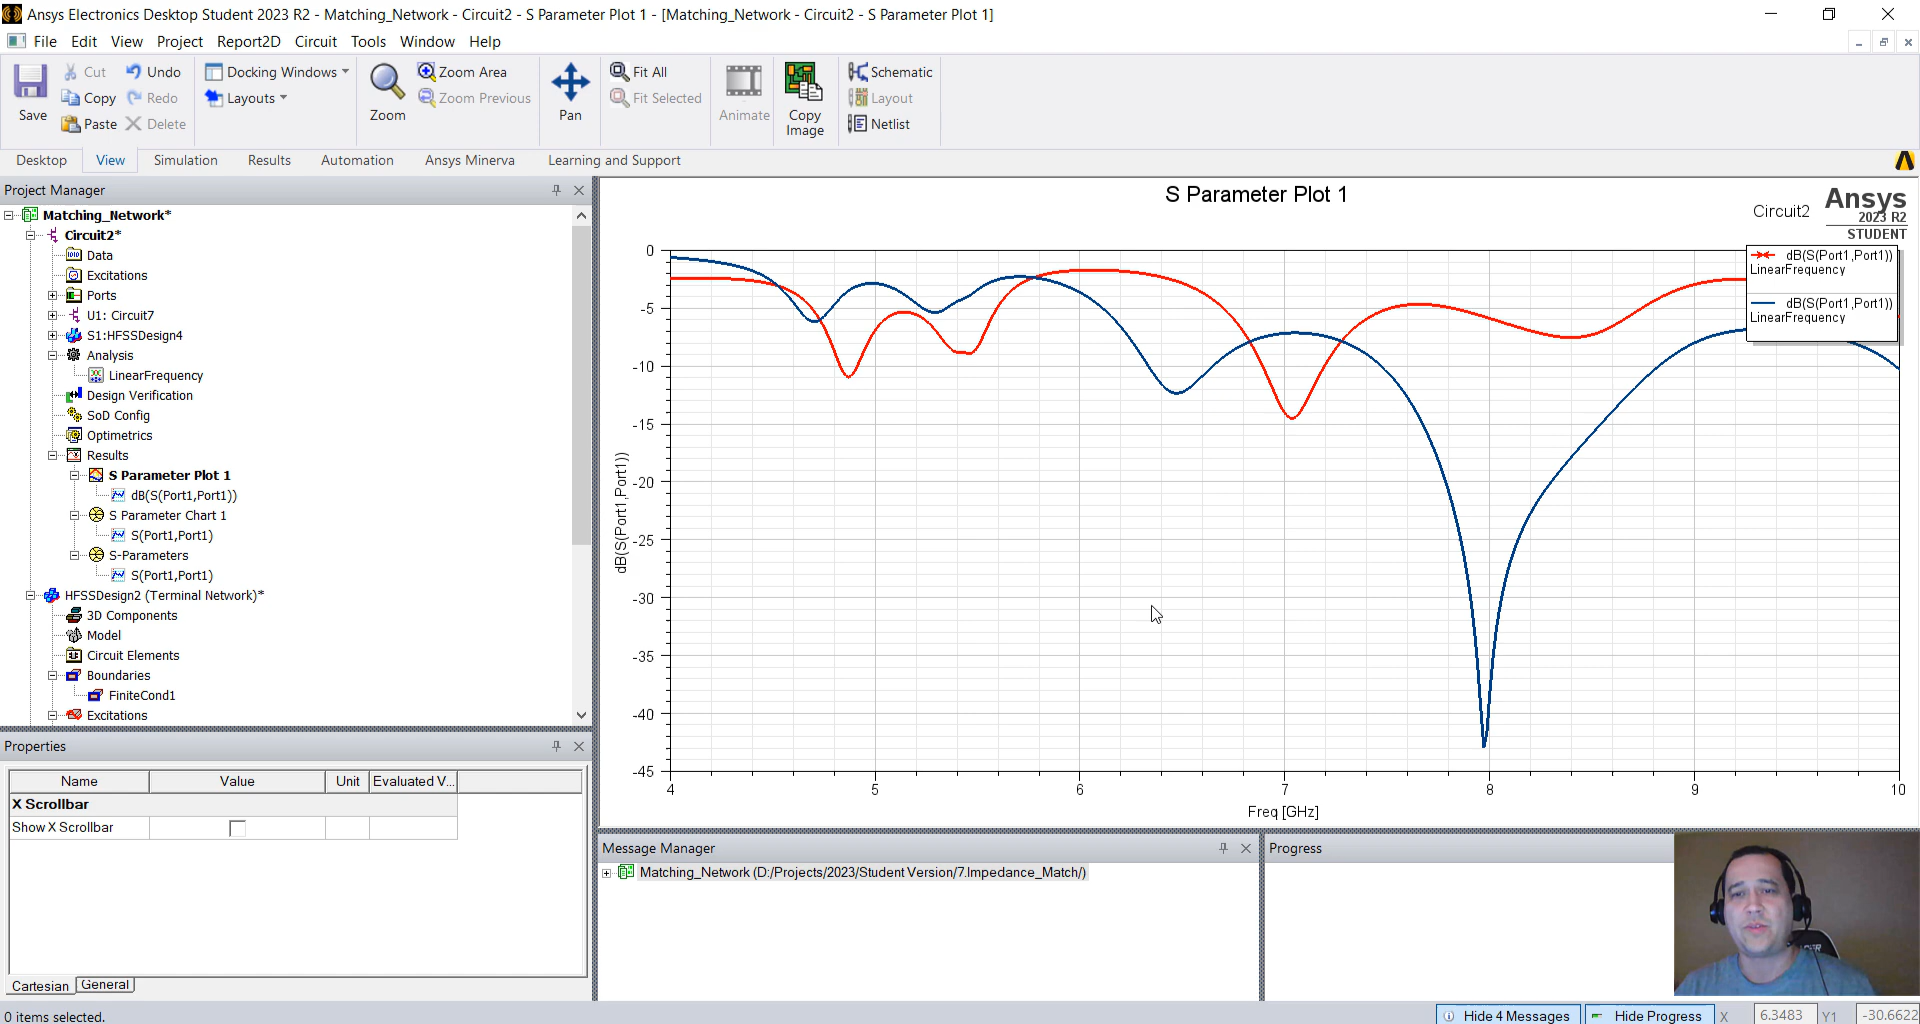 Ansys Electronics Desktop Student 2023 R2 - Matching_Network - Circuit2 - S Parameter Plot 1 - [Matching_Network - Circuit2 - S Parameter Plot 1]
File Edit View Project Report2D Circuit Tools Window Help
Save
Cut
Copy
Paste
Undo
Redo
Delete
Docking Windows
Layouts
Zoom
Zoom Area
Zoom Previous
Pan
Fit All
Fit Selected
Animate
Copy
Image
Schematic
Layout
Netlist
Desktop View Simulation Results Automation Ansys Minerva Learning and Support
Project Manager
Matching_Network*
Circuit2*
Data
Excitations
Ports
U1: Circuit7
S1:HFSSDesign4
Analysis
LinearFrequency
Design Verification
SoD Config
Optimetrics
Results
S Parameter Plot 1
dB(S(Port1,Port1))
S Parameter Chart 1
S(Port1,Port1)
S-Parameters
S(Port1,Port1)
HFSSDesign2 (Terminal Network)*
3D Components
Model
Circuit Elements
Boundaries
FiniteCond1
Excitations
Properties
Name Value Unit Evaluated V...
X Scrollbar
Show X Scrollbar
Cartesian General
0 items selected.
S Parameter Plot 1
Circuit2
Ansys
2023 R2
STUDENT
dB(S(Port1,Port1))
LinearFrequency
dB(S(Port1,Port1))
LinearFrequency
dB(S(Port1,Port1))
0
-5
-10
-15
-20
-25
-30
-35
-40
-45
4 5 6 7 8 9 10
Freq [GHz]
Message Manager
Matching_Network (D:/Projects/2023/Student Version/7.Impedance_Match/)
Progress
Hide 4 Messages
Hide Progress
X 6.3483 Y1 -30.6622